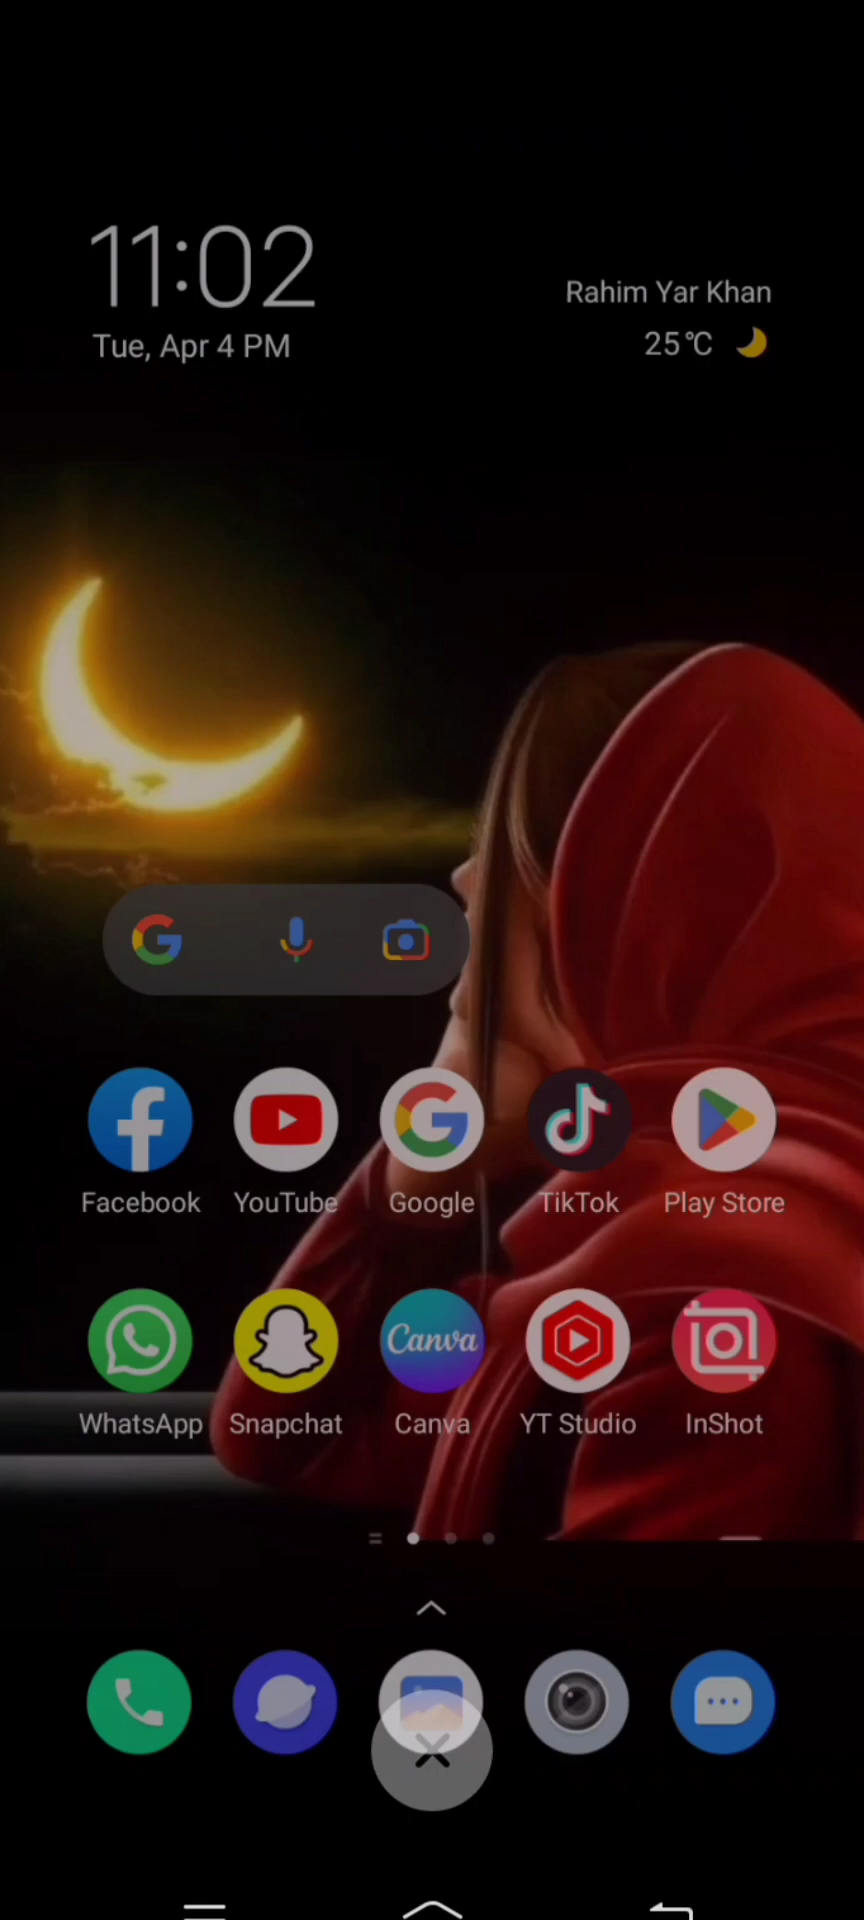 11:02
Tue, Apr 4 PM
Rahim Yar Khan
25℃
Facebook
YouTube
Google
TikTok
Play Store
Canva
WhatsApp
Snapchat
Canva
YT Studio
InShot